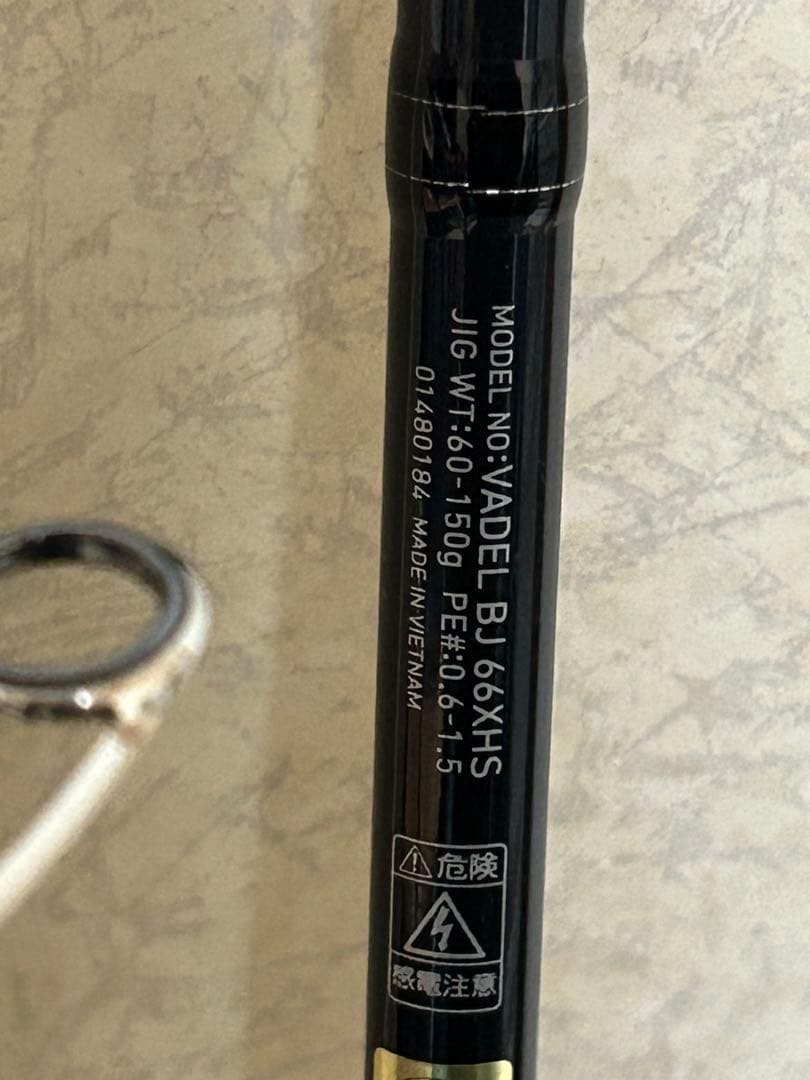 MODEL NO:VADEL BJ 66XHS
JIG WT:60-150g PE#:0.6-1.5
01480184 MADE IN VIETNAM
危険
感電注意